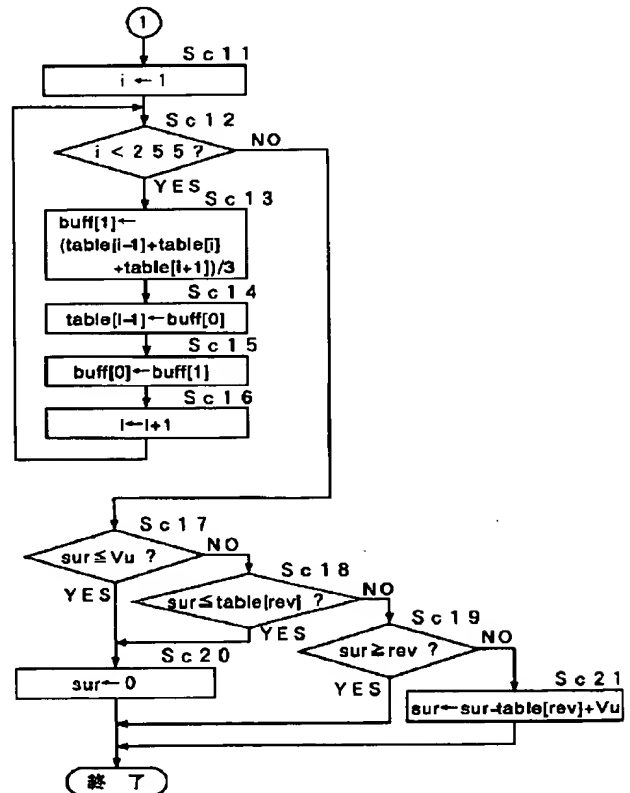 1
Sc11
i ← 1
Sc12
i < 255 ?
NO
YES
Sc13
buff[1]←
(table[i-1]+table[i]
+table[i+1])/3
Sc14
table[i-1]←buff[0]
Sc15
buff[0]←buff[1]
Sc16
i←i+1
Sc17
sur≦Vu ?
NO
YES
Sc18
sur≦table[rev] ?
NO
YES
Sc19
sur≧rev ?
NO
YES
Sc20
sur←0
Sc21
sur←sur-table[rev]+Vu
終 了